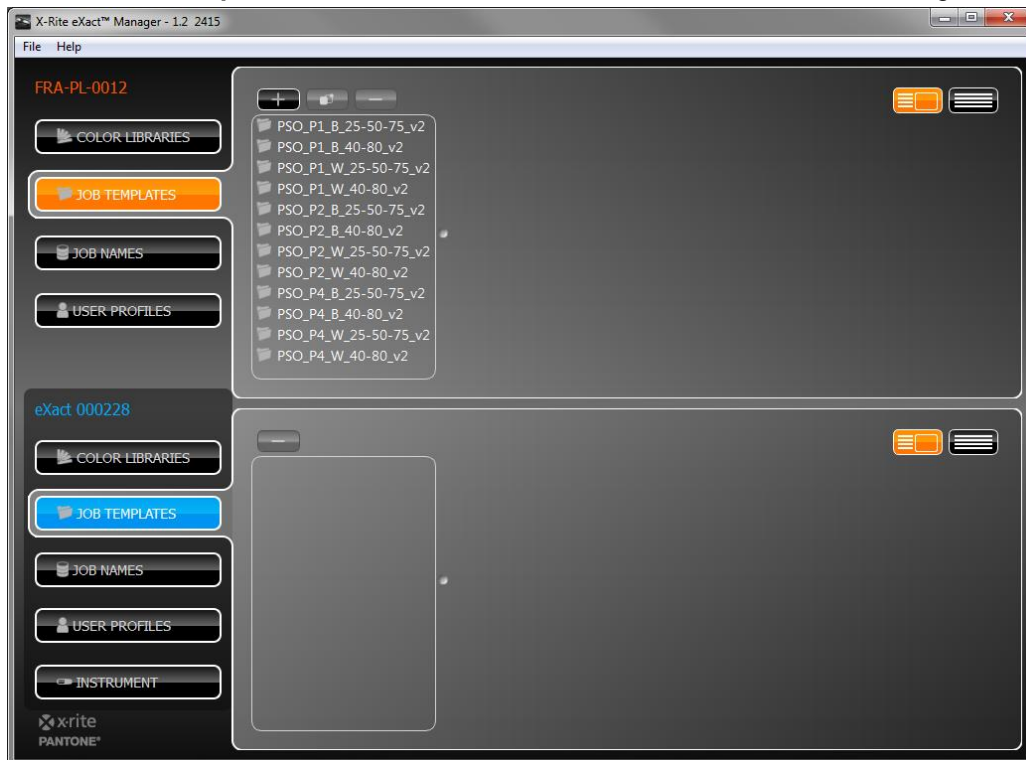 X-Rite eXact™ Manager - 1.2 2415
File Help
FRA-PL-0012
COLOR LIBRARIES
JOB TEMPLATES
JOB NAMES
USER PROFILES
PSO_P1_B_25-50-75_v2
PSO_P1_B_40-80_v2
PSO_P1_W_25-50-75_v2
PSO_P1_W_40-80_v2
PSO_P2_B_25-50-75_v2
PSO_P2_B_40-80_v2
PSO_P2_W_25-50-75_v2
PSO_P2_W_40-80_v2
PSO_P4_B_25-50-75_v2
PSO_P4_B_40-80_v2
PSO_P4_W_25-50-75_v2
PSO_P4_W_40-80_v2
eXact 000228
COLOR LIBRARIES
JOB TEMPLATES
JOB NAMES
USER PROFILES
INSTRUMENT
x·rite
PANTONE®